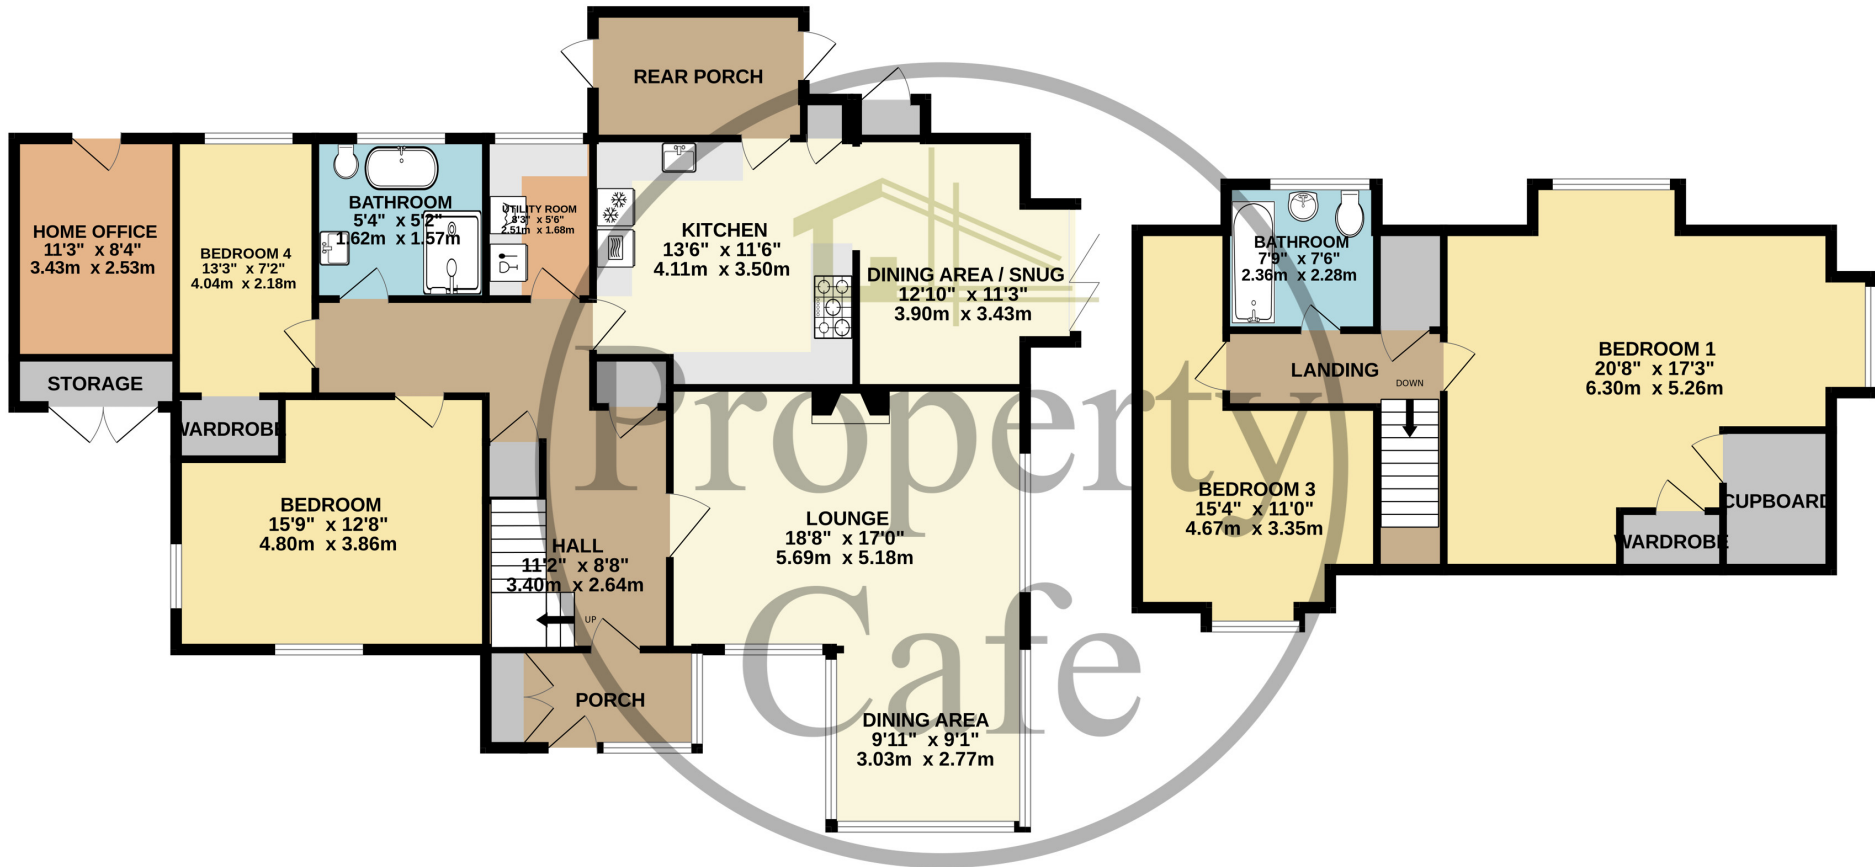 REAR PORCH
HOME OFFICE
11'3" x 8'4"
3.43m x 2.53m
STORAGE
BEDROOM 4
13'3" x 7'2"
4.04m x 2.18m
WARDROBE
BATHROOM
5'4" x 5'2"
1.62m x 1.57m
UTILITY ROOM
8'3" x 5'6"
2.51m x 1.68m
KITCHEN
13'6" x 11'6"
4.11m x 3.50m
DINING AREA / SNUG
12'10" x 11'3"
3.90m x 3.43m
BEDROOM
15'9" x 12'8"
4.80m x 3.86m
HALL
11'2" x 8'8"
3.40m x 2.64m
UP
PORCH
LOUNGE
18'8" x 17'0"
5.69m x 5.18m
DINING AREA
9'11" x 9'1"
3.03m x 2.77m
BATHROOM
7'9" x 7'6"
2.36m x 2.28m
LANDING
DOWN
BEDROOM 1
20'8" x 17'3"
6.30m x 5.26m
BEDROOM 3
15'4" x 11'0"
4.67m x 3.35m
CUPBOARD
WARDROBE
Property
Cafe